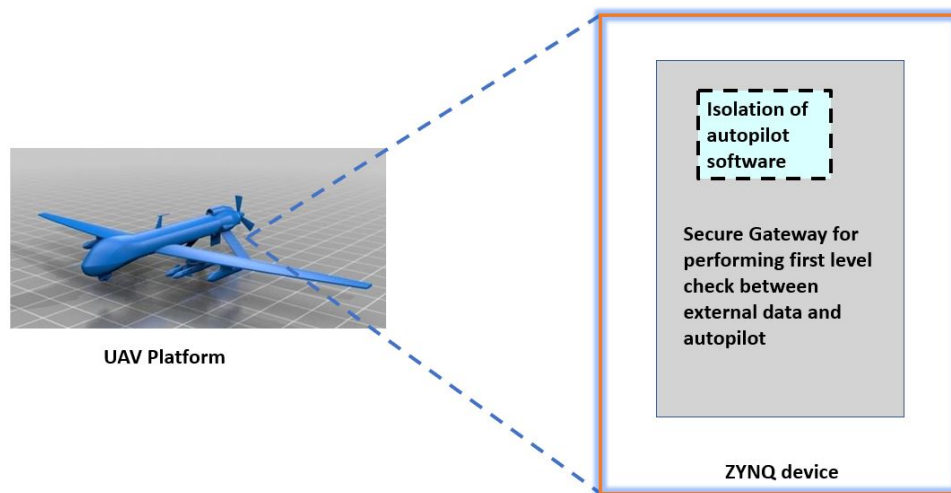 Isolation of
autopilot
software
Secure Gateway for
performing first level
check between
external data and
autopilot
UAV Platform
ZYNQ device